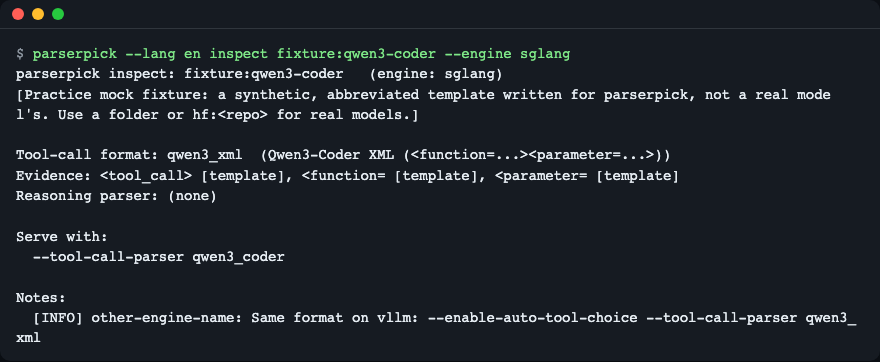 $ parserpick --lang en inspect fixture:qwen3-coder --engine sglang
parserpick inspect: fixture:qwen3-coder   (engine: sglang)
[Practice mock fixture: a synthetic, abbreviated template written for parserpick, not a real mode
l's. Use a folder or hf:<repo> for real models.]

Tool-call format: qwen3_xml  (Qwen3-Coder XML (<function=...><parameter=...>))
Evidence: <tool_call> [template], <function= [template], <parameter= [template]
Reasoning parser: (none)

Serve with:
  --tool-call-parser qwen3_coder

Notes:
  [INFO] other-engine-name: Same format on vllm: --enable-auto-tool-choice --tool-call-parser qwen3_
xml